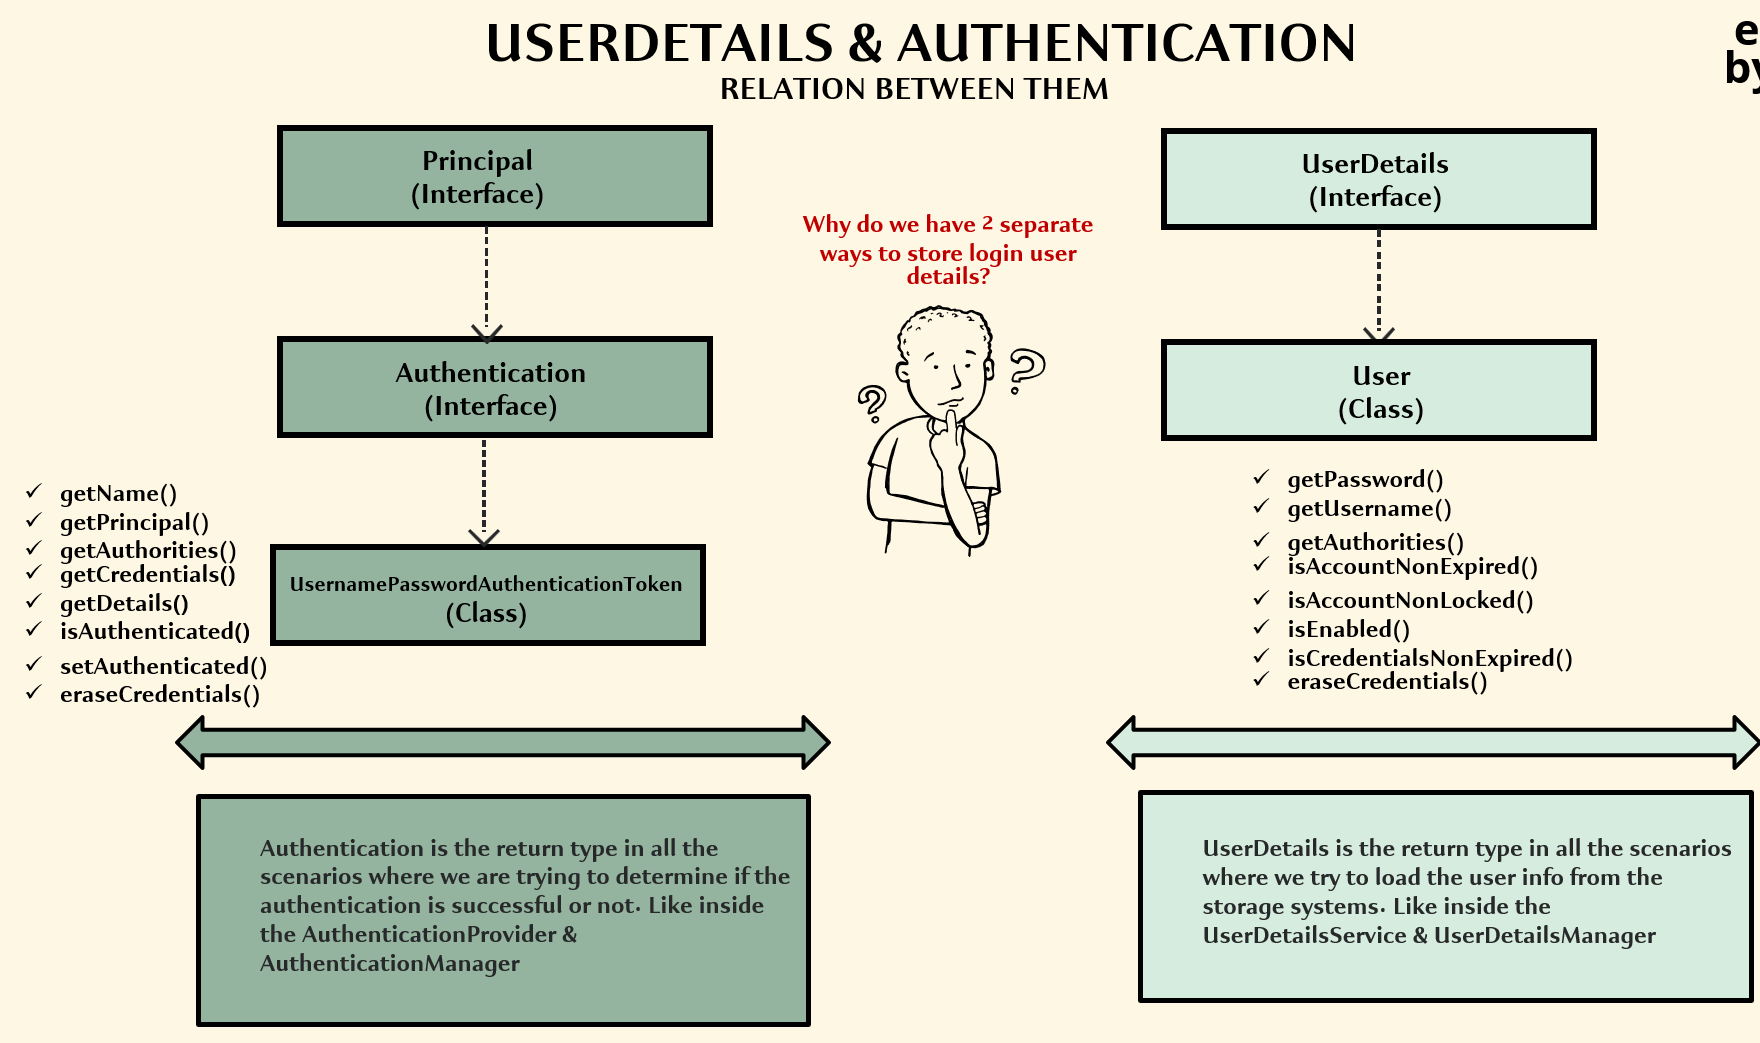 USERDETAILS & AUTHENTICATION
RELATION BETWEEN THEM
e
by
Principal
(Interface)
Authentication
(Interface)
UsernamePasswordAuthenticationToken
(Class)
✓ getName()
✓ getPrincipal()
✓ getAuthorities()
✓ getCredentials()
✓ getDetails()
✓ isAuthenticated()
✓ setAuthenticated()
✓ eraseCredentials()
Authentication is the return type in all the
scenarios where we are trying to determine if the
authentication is successful or not. Like inside
the AuthenticationProvider &
AuthenticationManager
Why do we have 2 separate
ways to store login user
details?
?
?
UserDetails
(Interface)
User
(Class)
✓ getPassword()
✓ getUsername()
✓ getAuthorities()
✓ isAccountNonExpired()
✓ isAccountNonLocked()
✓ isEnabled()
✓ isCredentialsNonExpired()
✓ eraseCredentials()
UserDetails is the return type in all the scenarios
where we try to load the user info from the
storage systems. Like inside the
UserDetailsService & UserDetailsManager